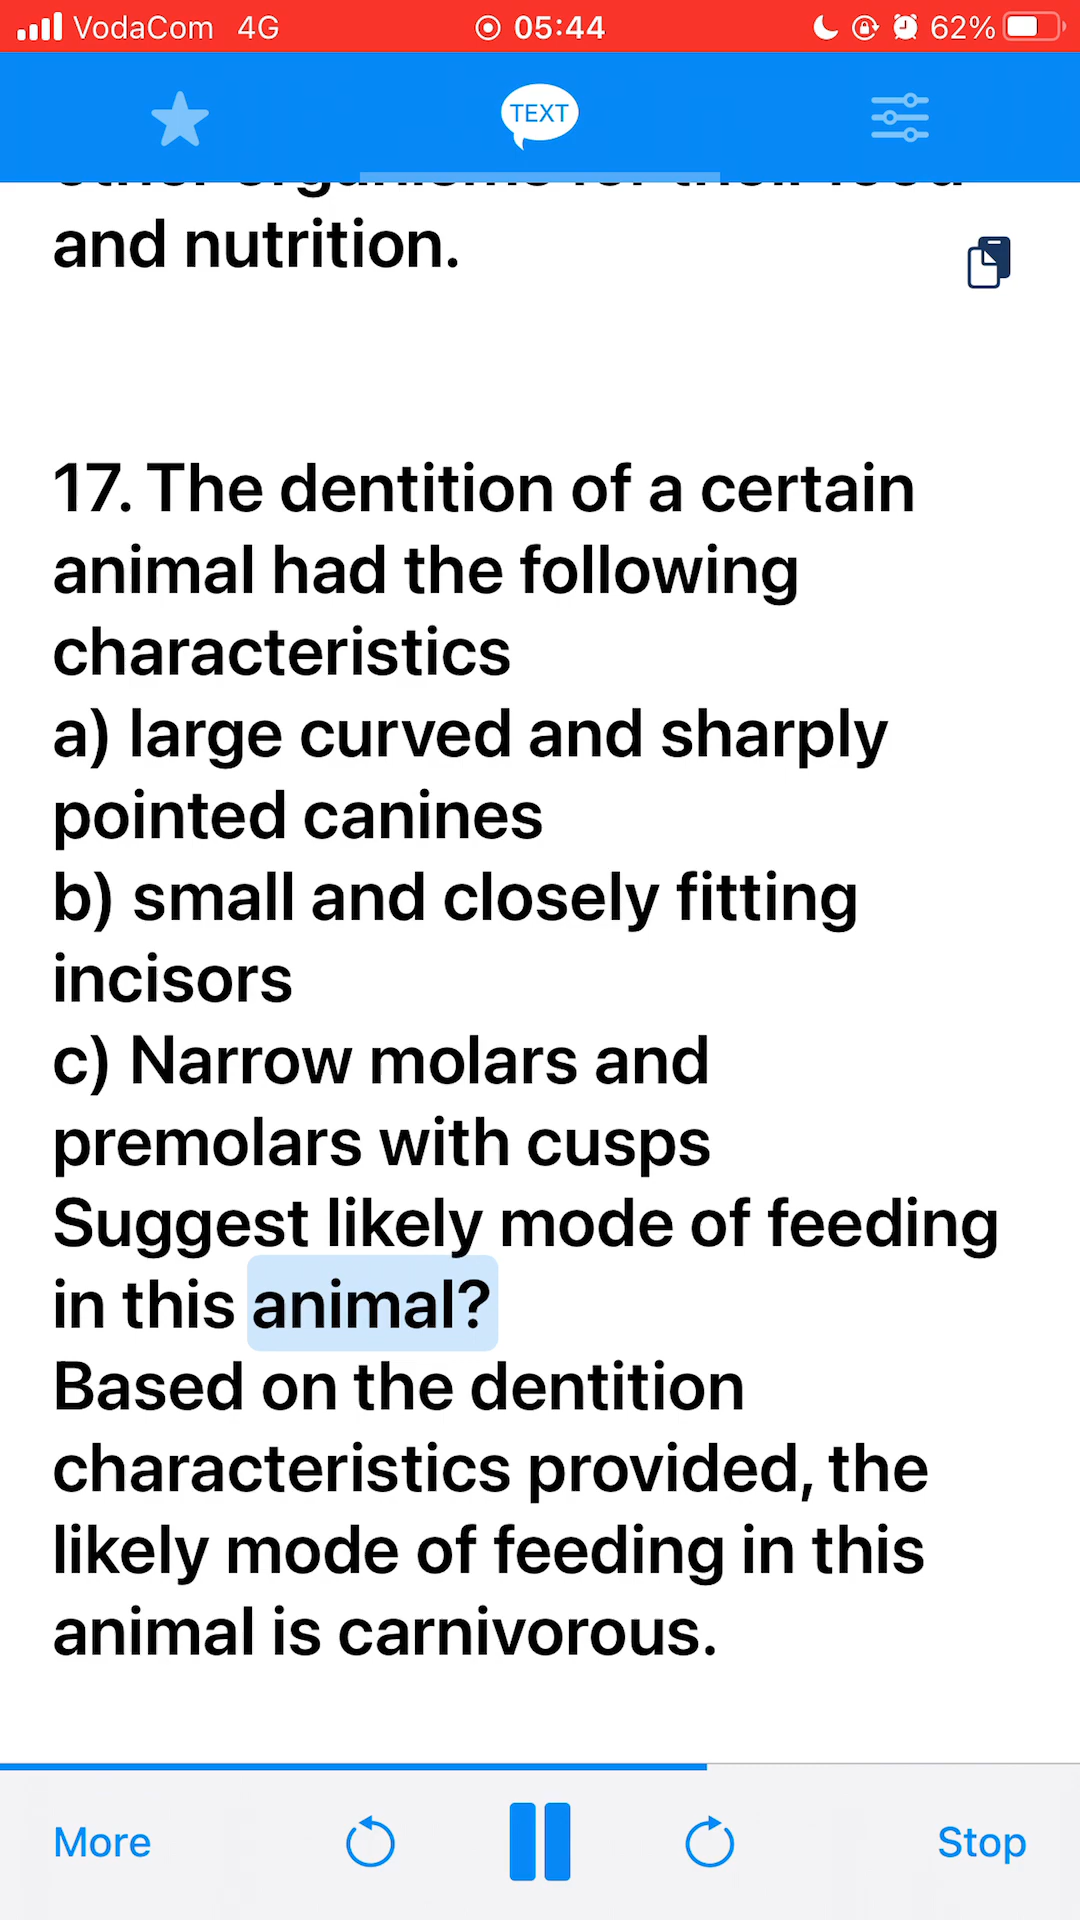 VodaCom 4G 05:44 62%
TEXT
and nutrition.
17. The dentition of a certain
animal had the following
characteristics
a) large curved and sharply
pointed canines
b) small and closely fitting
incisors
c) Narrow molars and
premolars with cusps
Suggest likely mode of feeding
in this animal?
Based on the dentition
characteristics provided, the
likely mode of feeding in this
animal is carnivorous.
More Stop